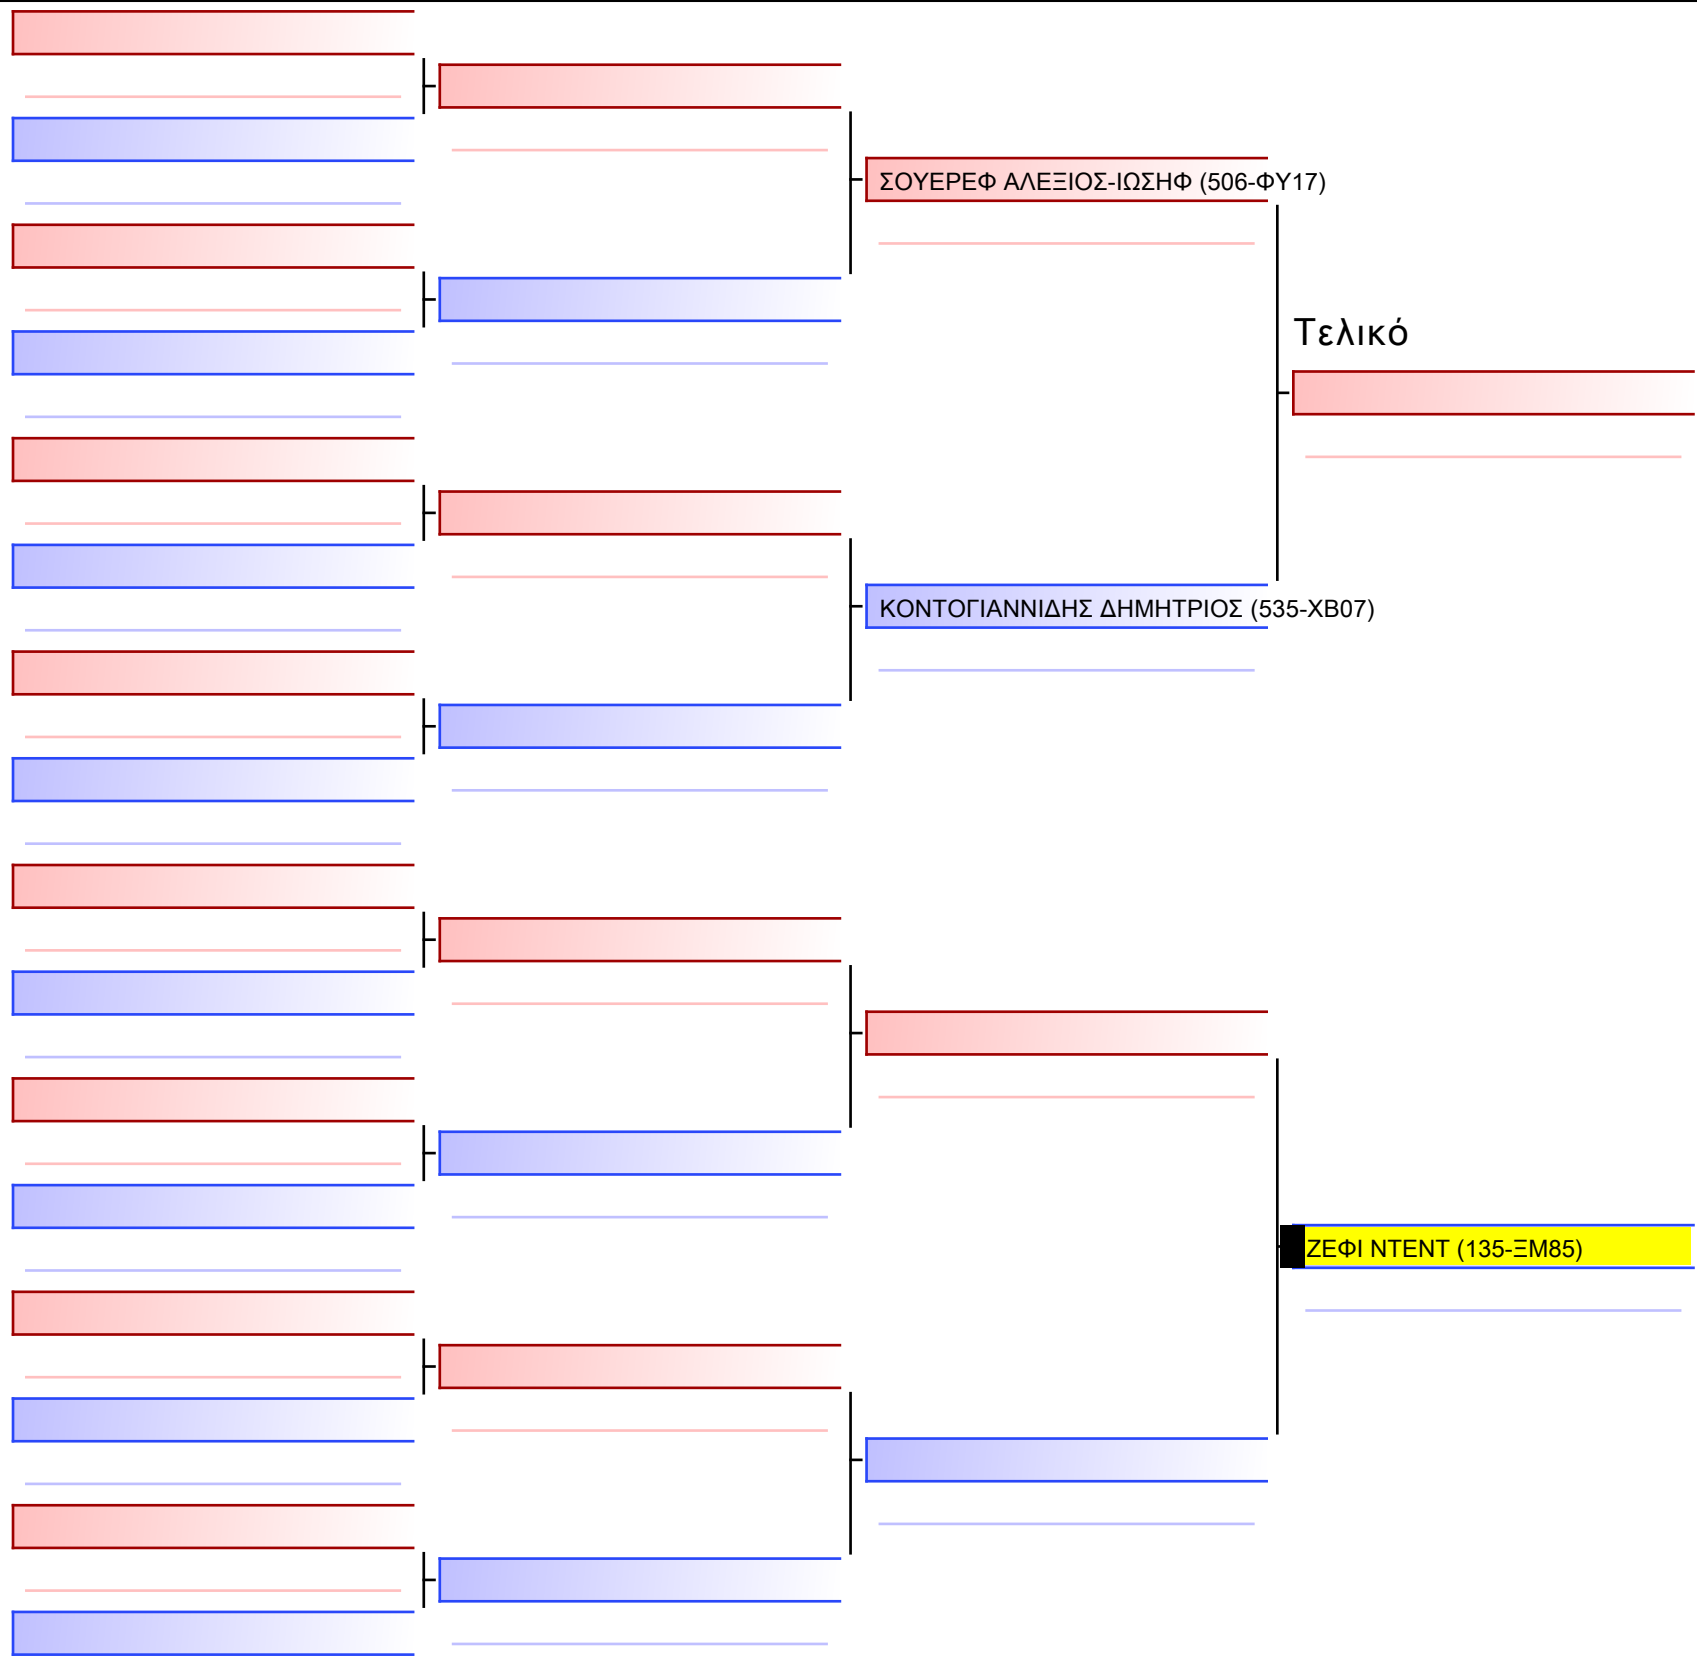 ΣΟΥΕΡΕΦ ΑΛΕΞΙΟΣ-ΙΩΣΗΦ (506-ΦΥ17)
Τελικό
ΚΟΝΤΟΓΙΑΝΝΙΔΗΣ ΔΗΜΗΤΡΙΟΣ (535-ΧΒ07)
ΖΕΦΙ ΝΤΕΝΤ (135-ΞΜ85)